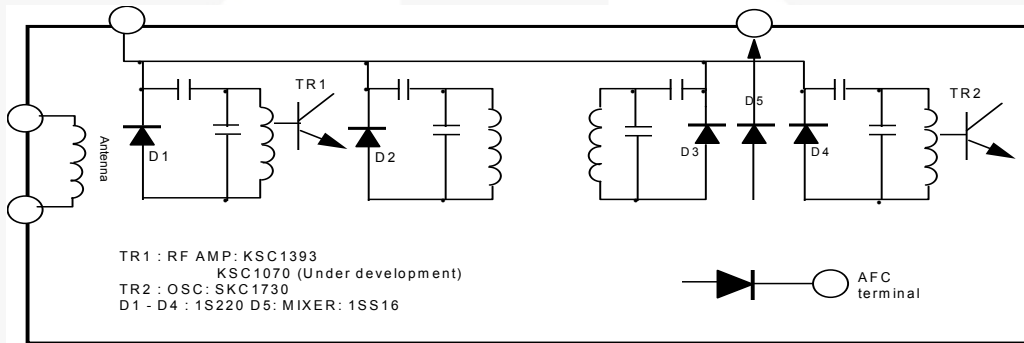 TR1
TR2
D5
D1
D2
D3
D4
Antenna
TR1 : RF AMP: KSC1393
KSC1070 (Under development)
TR2 : OSC: SKC1730
D1 - D4 : 1S220 D5: MIXER: 1SS16
AFC
terminal